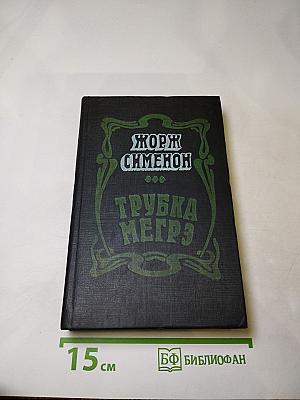 ЖОРЖ
СИМЕНОН
ТРУБКА
МЕГРЭ
15 см
БФ БИБЛИОФАН